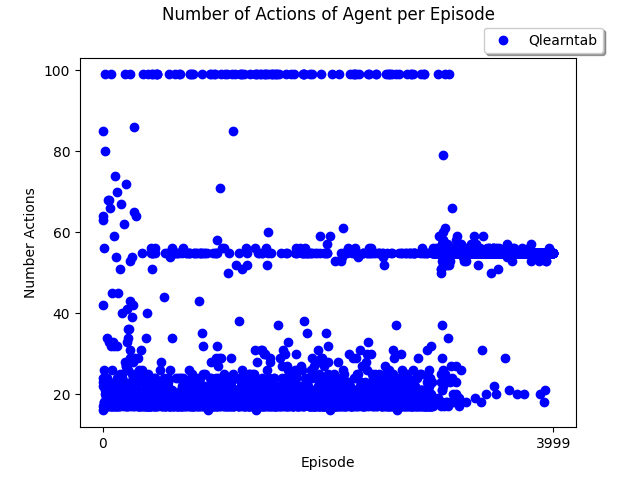 Number of Actions of Agent per Episode
Qlearntab
100
80
60
40
20
Number Actions
0
3999
Episode